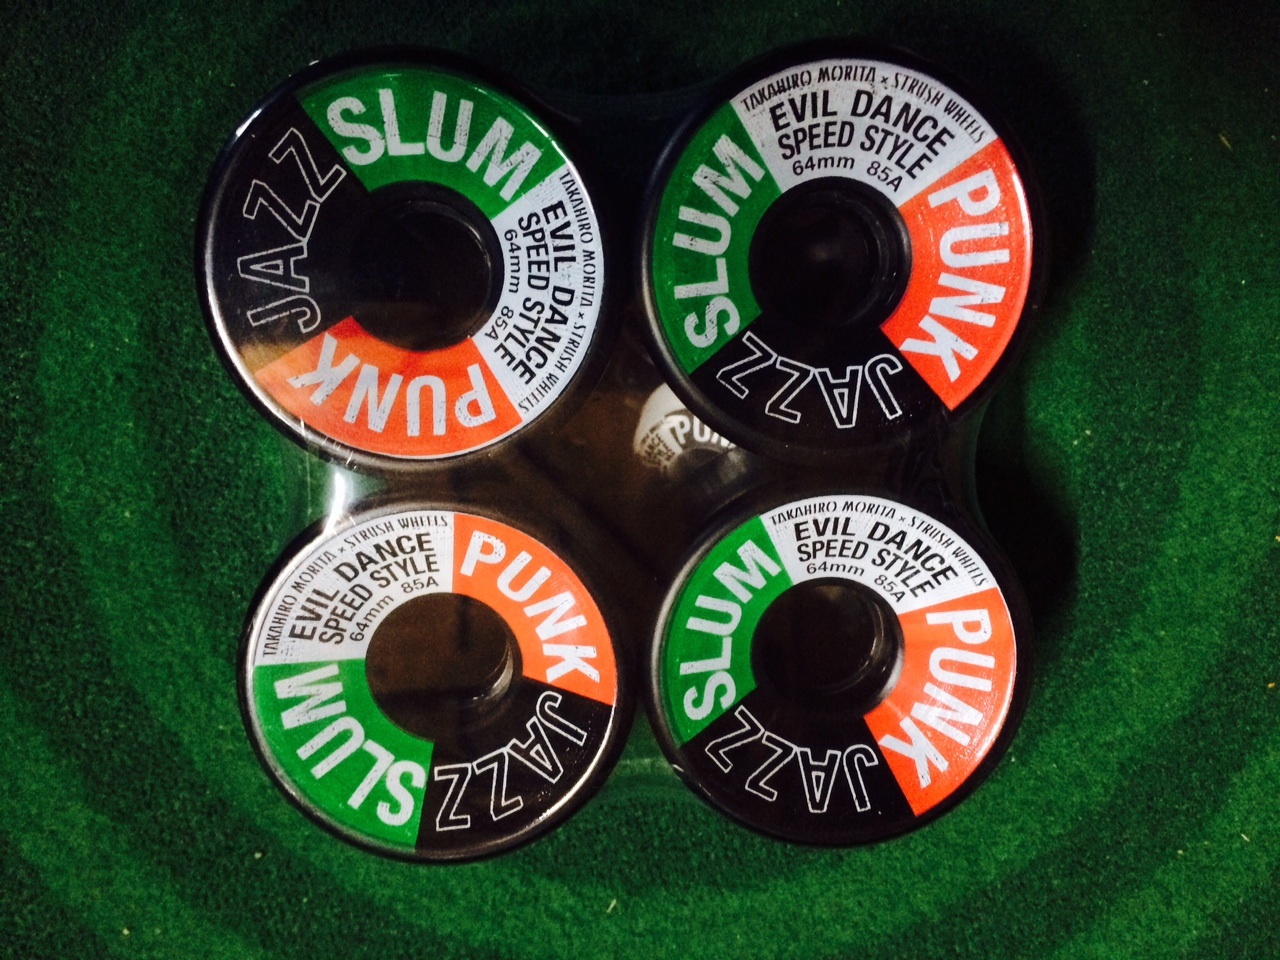 SLUM
TAKAHIRO MORITA × STRUSH WHEELS
EVIL DANCE
SPEED STYLE
64mm 85A
PUNK
JAZZ
TAKAHIRO MORITA × STRUSH WHEELS
EVIL DANCE
SPEED STYLE
64mm 85A
PUNK
JAZZ
SLUM
PUN
TAKAHIRO MORITA × STRUSH WHEELS
EVIL DANCE
SPEED STYLE
64mm 85A
PUNK
JAZZ
SLUM
TAKAHIRO MORITA × STRUSH WHEELS
EVIL DANCE
SPEED STYLE
64mm 85A
PUNK
JAZZ
SLUM